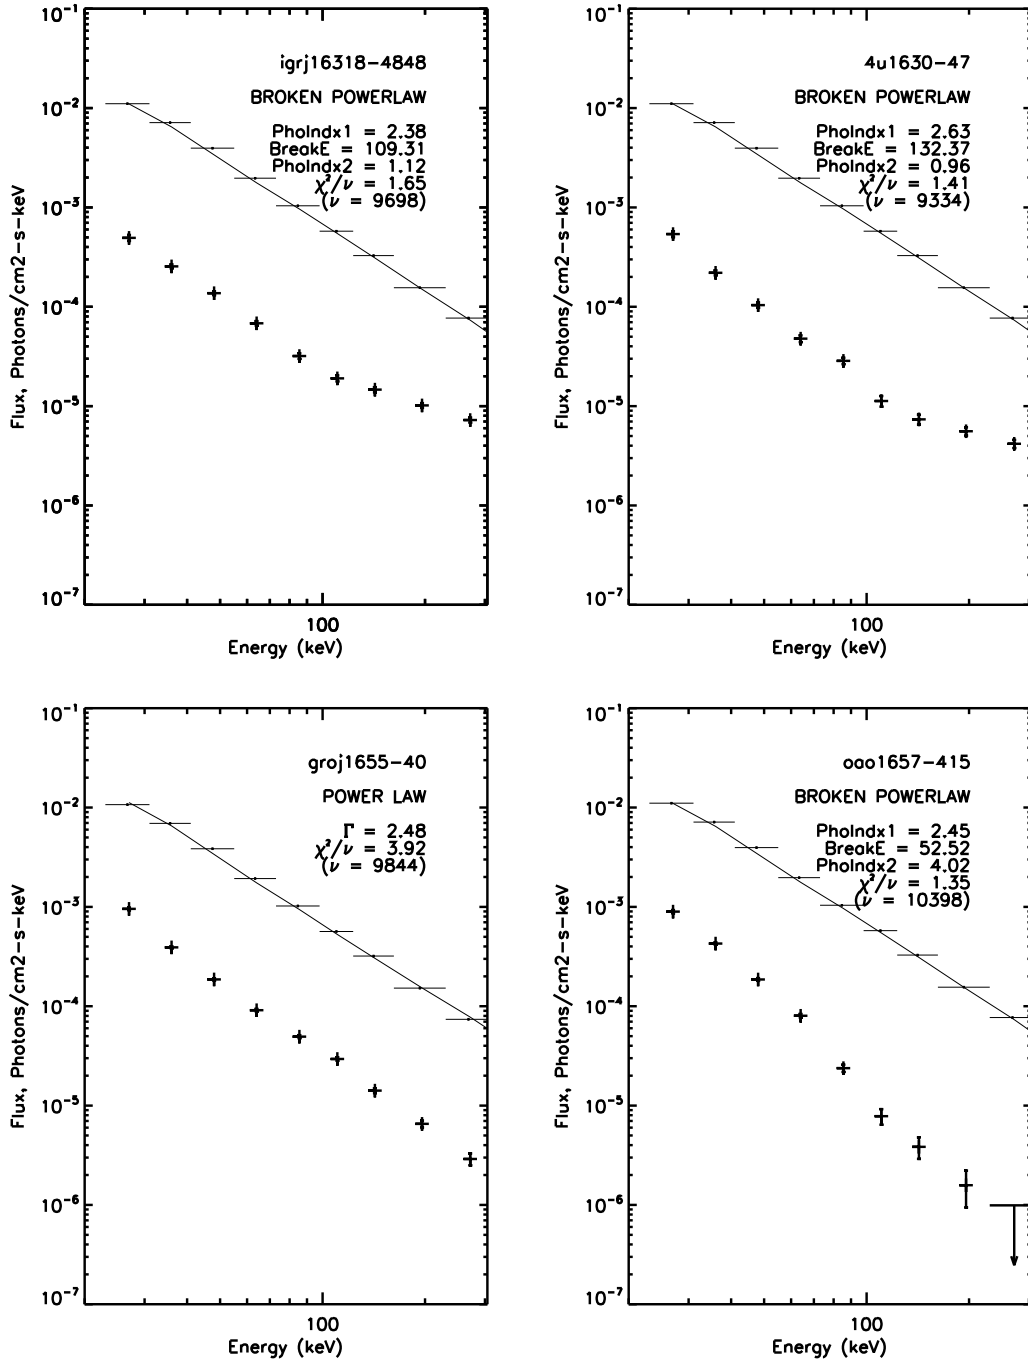 igrj16318-4848
BROKEN POWERLAW
PhoIndx1 = 2.38
BreakE = 109.31
PhoIndx2 = 1.12
χ²/ν = 1.65
(ν = 9698)
10⁻¹
10⁻²
10⁻³
10⁻⁴
10⁻⁵
10⁻⁶
10⁻⁷
Flux, Photons/cm2-s-keV
100
Energy (keV)
4u1630-47
BROKEN POWERLAW
PhoIndx1 = 2.63
BreakE = 132.37
PhoIndx2 = 0.96
χ²/ν = 1.41
(ν = 9334)
10⁻¹
10⁻²
10⁻³
10⁻⁴
10⁻⁵
10⁻⁶
10⁻⁷
Flux, Photons/cm2-s-keV
100
Energy (keV)
groj1655-40
POWER LAW
Γ = 2.48
χ²/ν = 3.92
(ν = 9844)
10⁻¹
10⁻²
10⁻³
10⁻⁴
10⁻⁵
10⁻⁶
10⁻⁷
Flux, Photons/cm2-s-keV
100
Energy (keV)
oao1657-415
BROKEN POWERLAW
PhoIndx1 = 2.45
BreakE = 52.52
PhoIndx2 = 4.02
χ²/ν = 1.35
(ν = 10398)
10⁻¹
10⁻²
10⁻³
10⁻⁴
10⁻⁵
10⁻⁶
10⁻⁷
Flux, Photons/cm2-s-keV
100
Energy (keV)